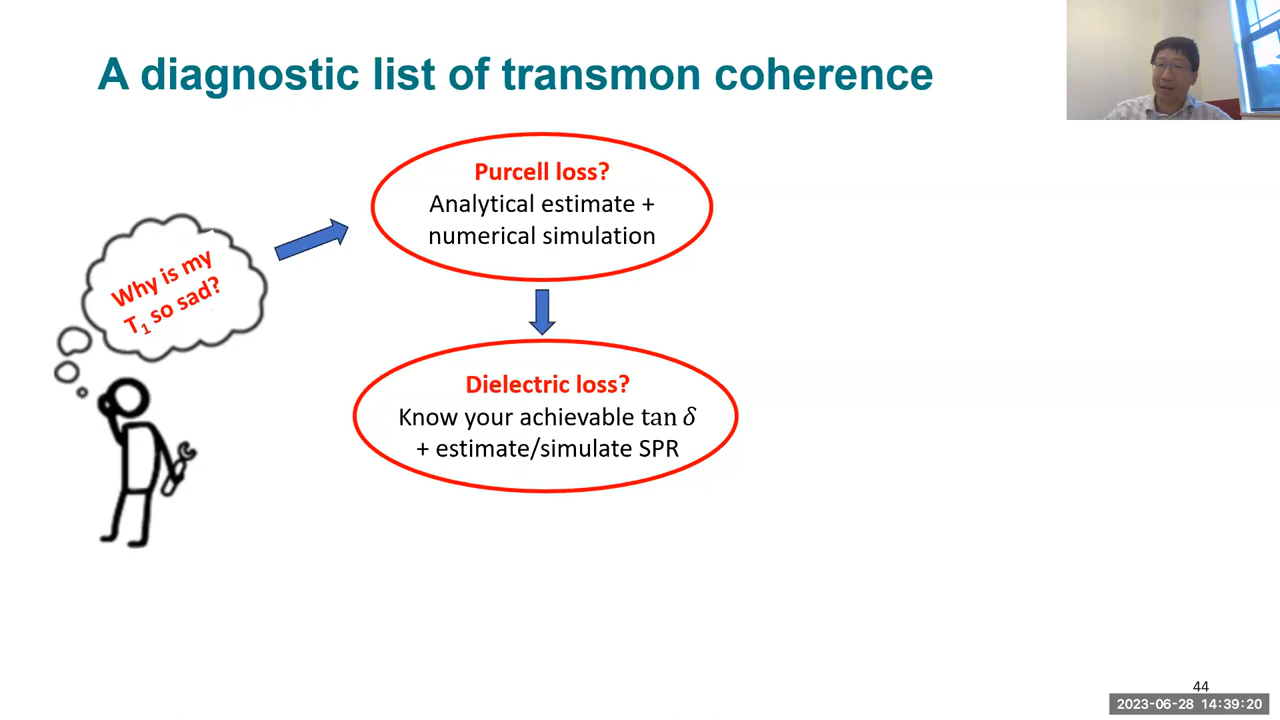 A diagnostic list of transmon coherence
Purcell loss?
Analytical estimate +
numerical simulation
Why is my
T₁ so sad?
Dielectric loss?
Know your achievable tan δ
+ estimate/simulate SPR
44
2023-06-28 14:39:20